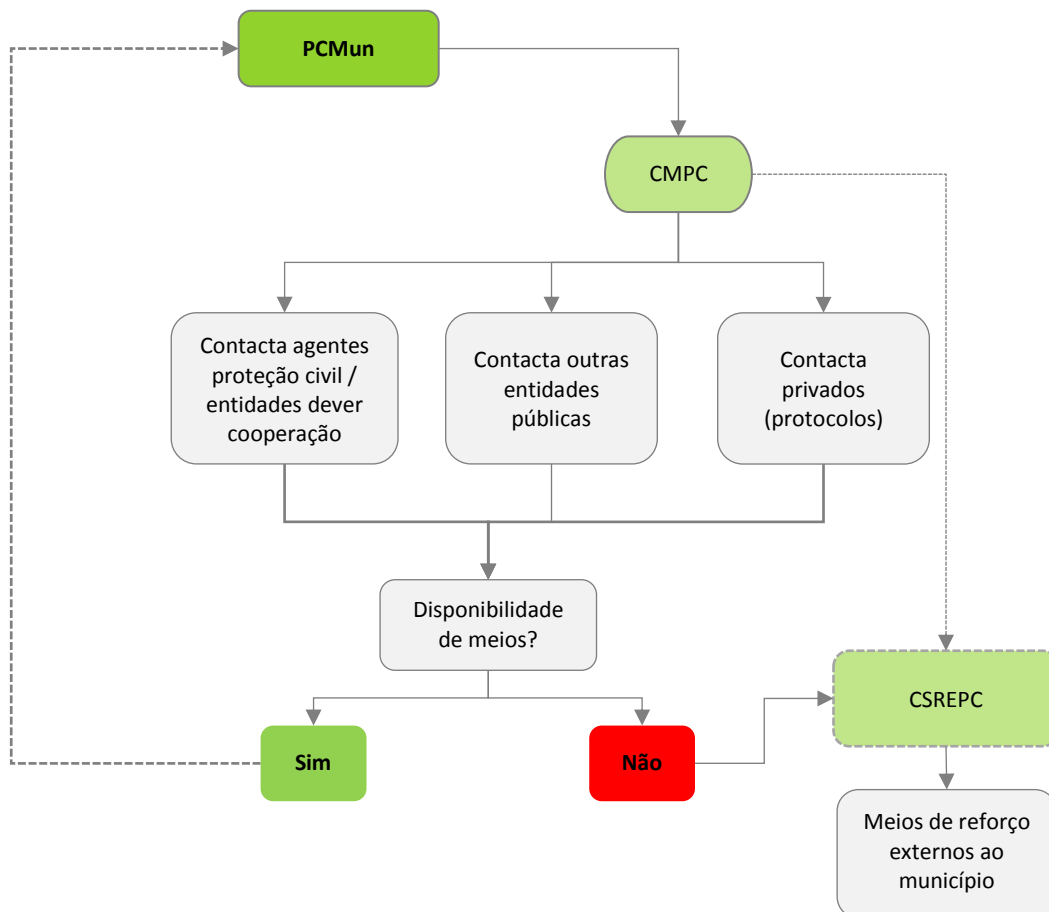 PCMun
CMPC
Contacta agentes
proteção civil /
entidades dever
cooperação
Contacta outras
entidades
públicas
Contacta
privados
(protocolos)
Disponibilidade
de meios?
CSREPC
Sim
Não
Meios de reforço
externos ao
município